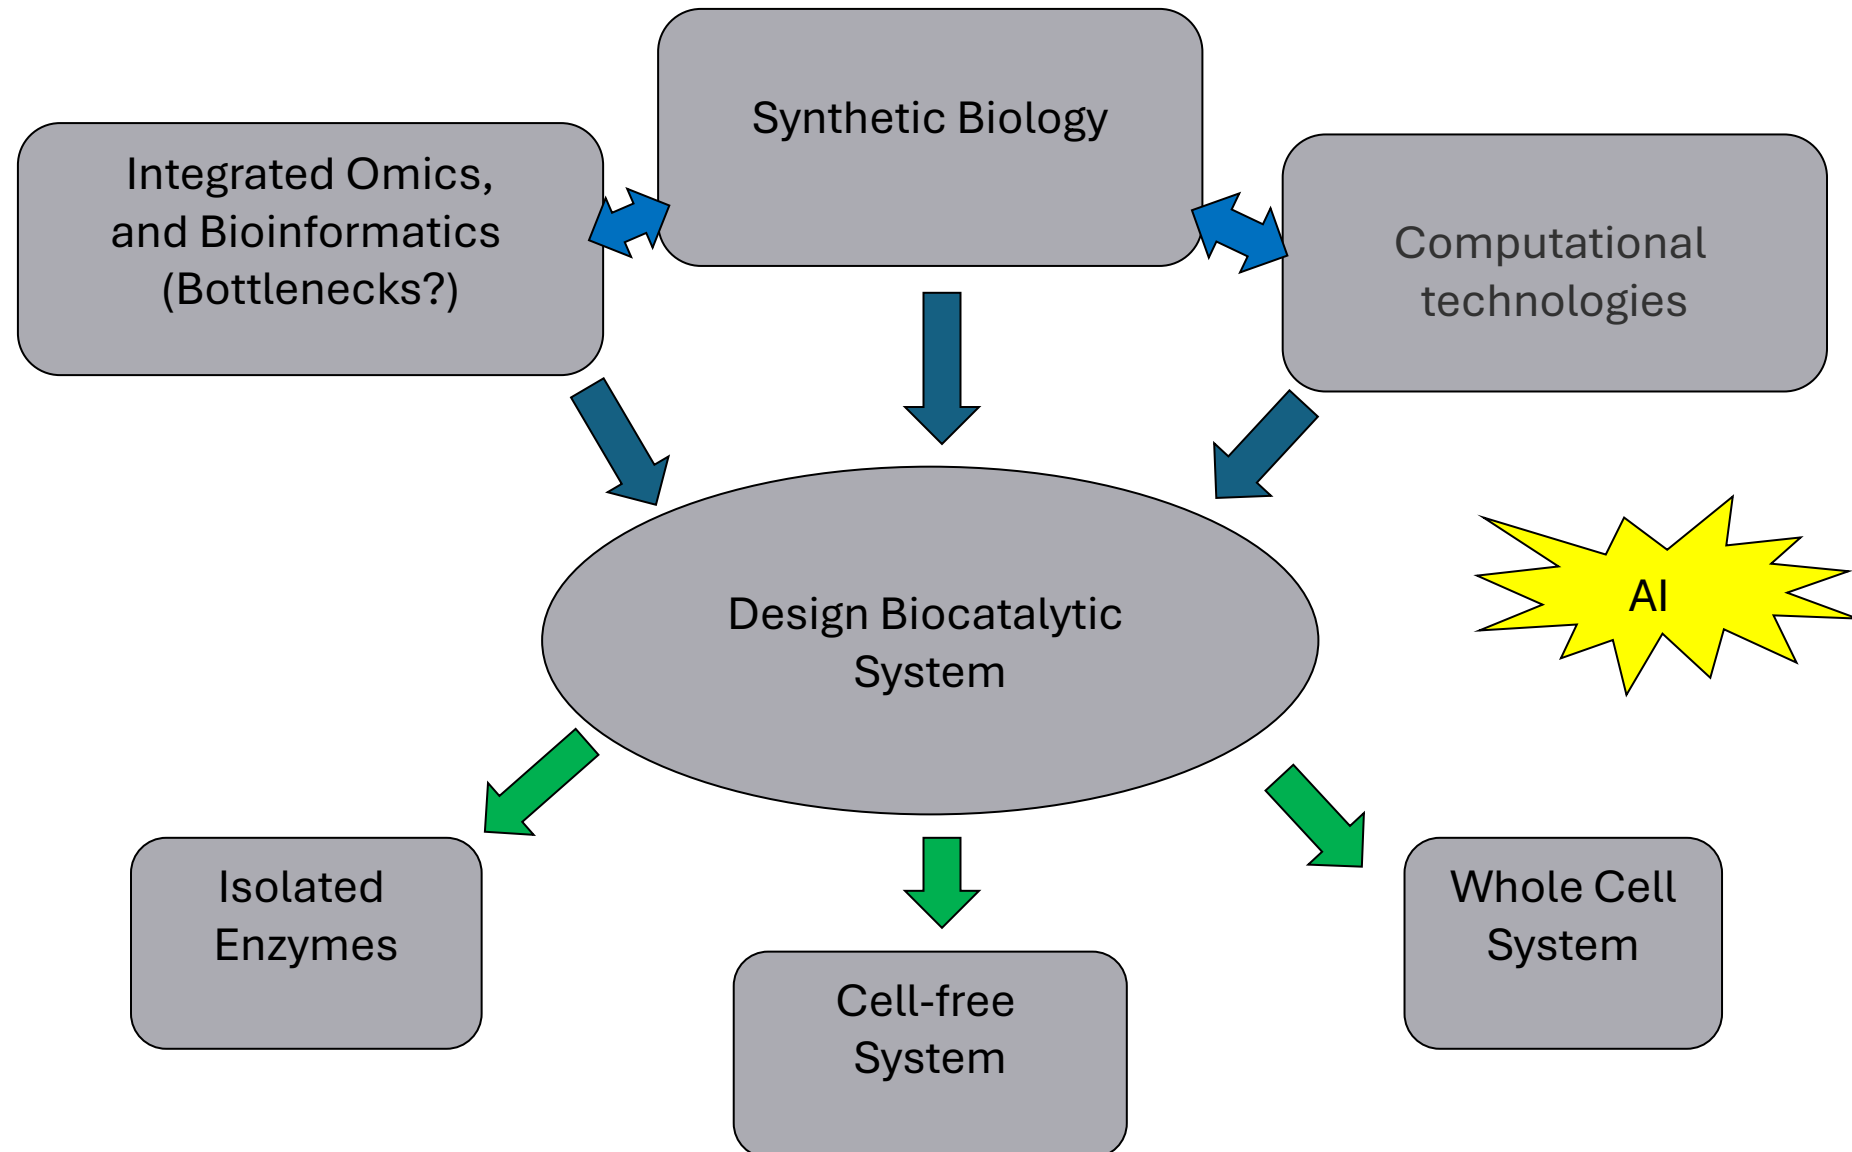 Synthetic Biology
Integrated Omics,
and Bioinformatics
(Bottlenecks?)
Computational
technologies
Design Biocatalytic
System
AI
Isolated
Enzymes
Cell-free
System
Whole Cell
System